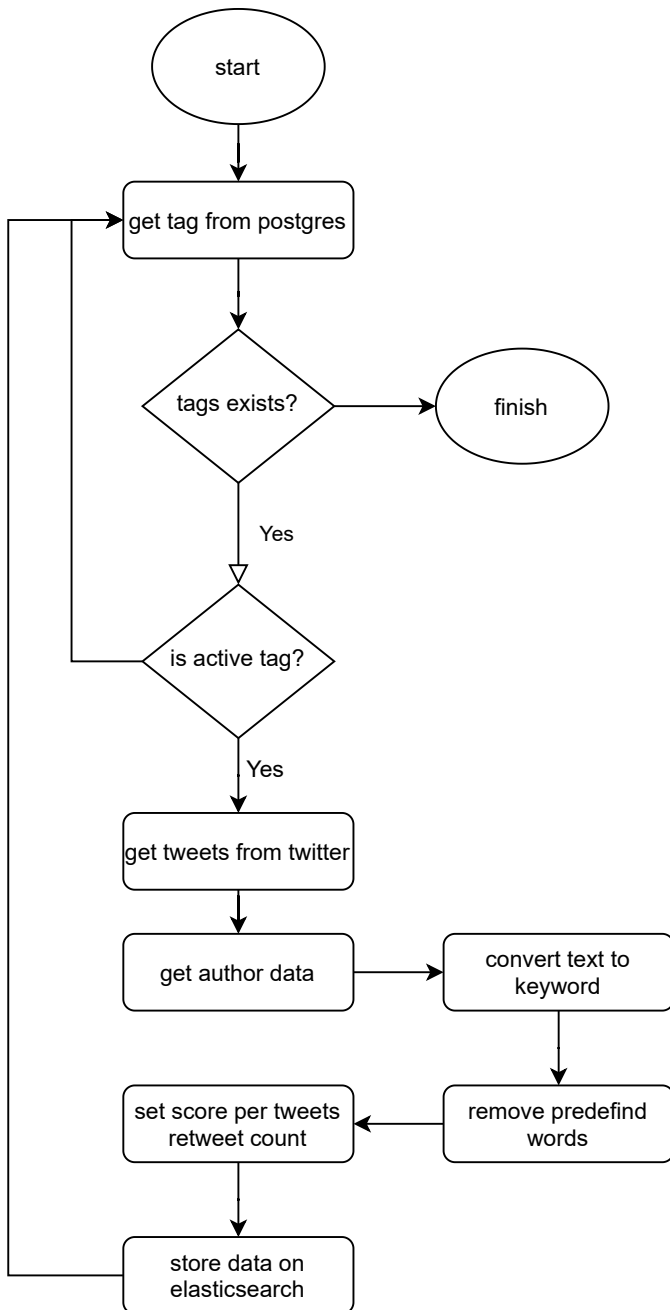 start
get tag from postgres
tags exists?
finish
Yes
is active tag?
Yes
get tweets from twitter
get author data
convert text to
keyword
set score per tweets
retweet count
remove predefind
words
store data on
elasticsearch